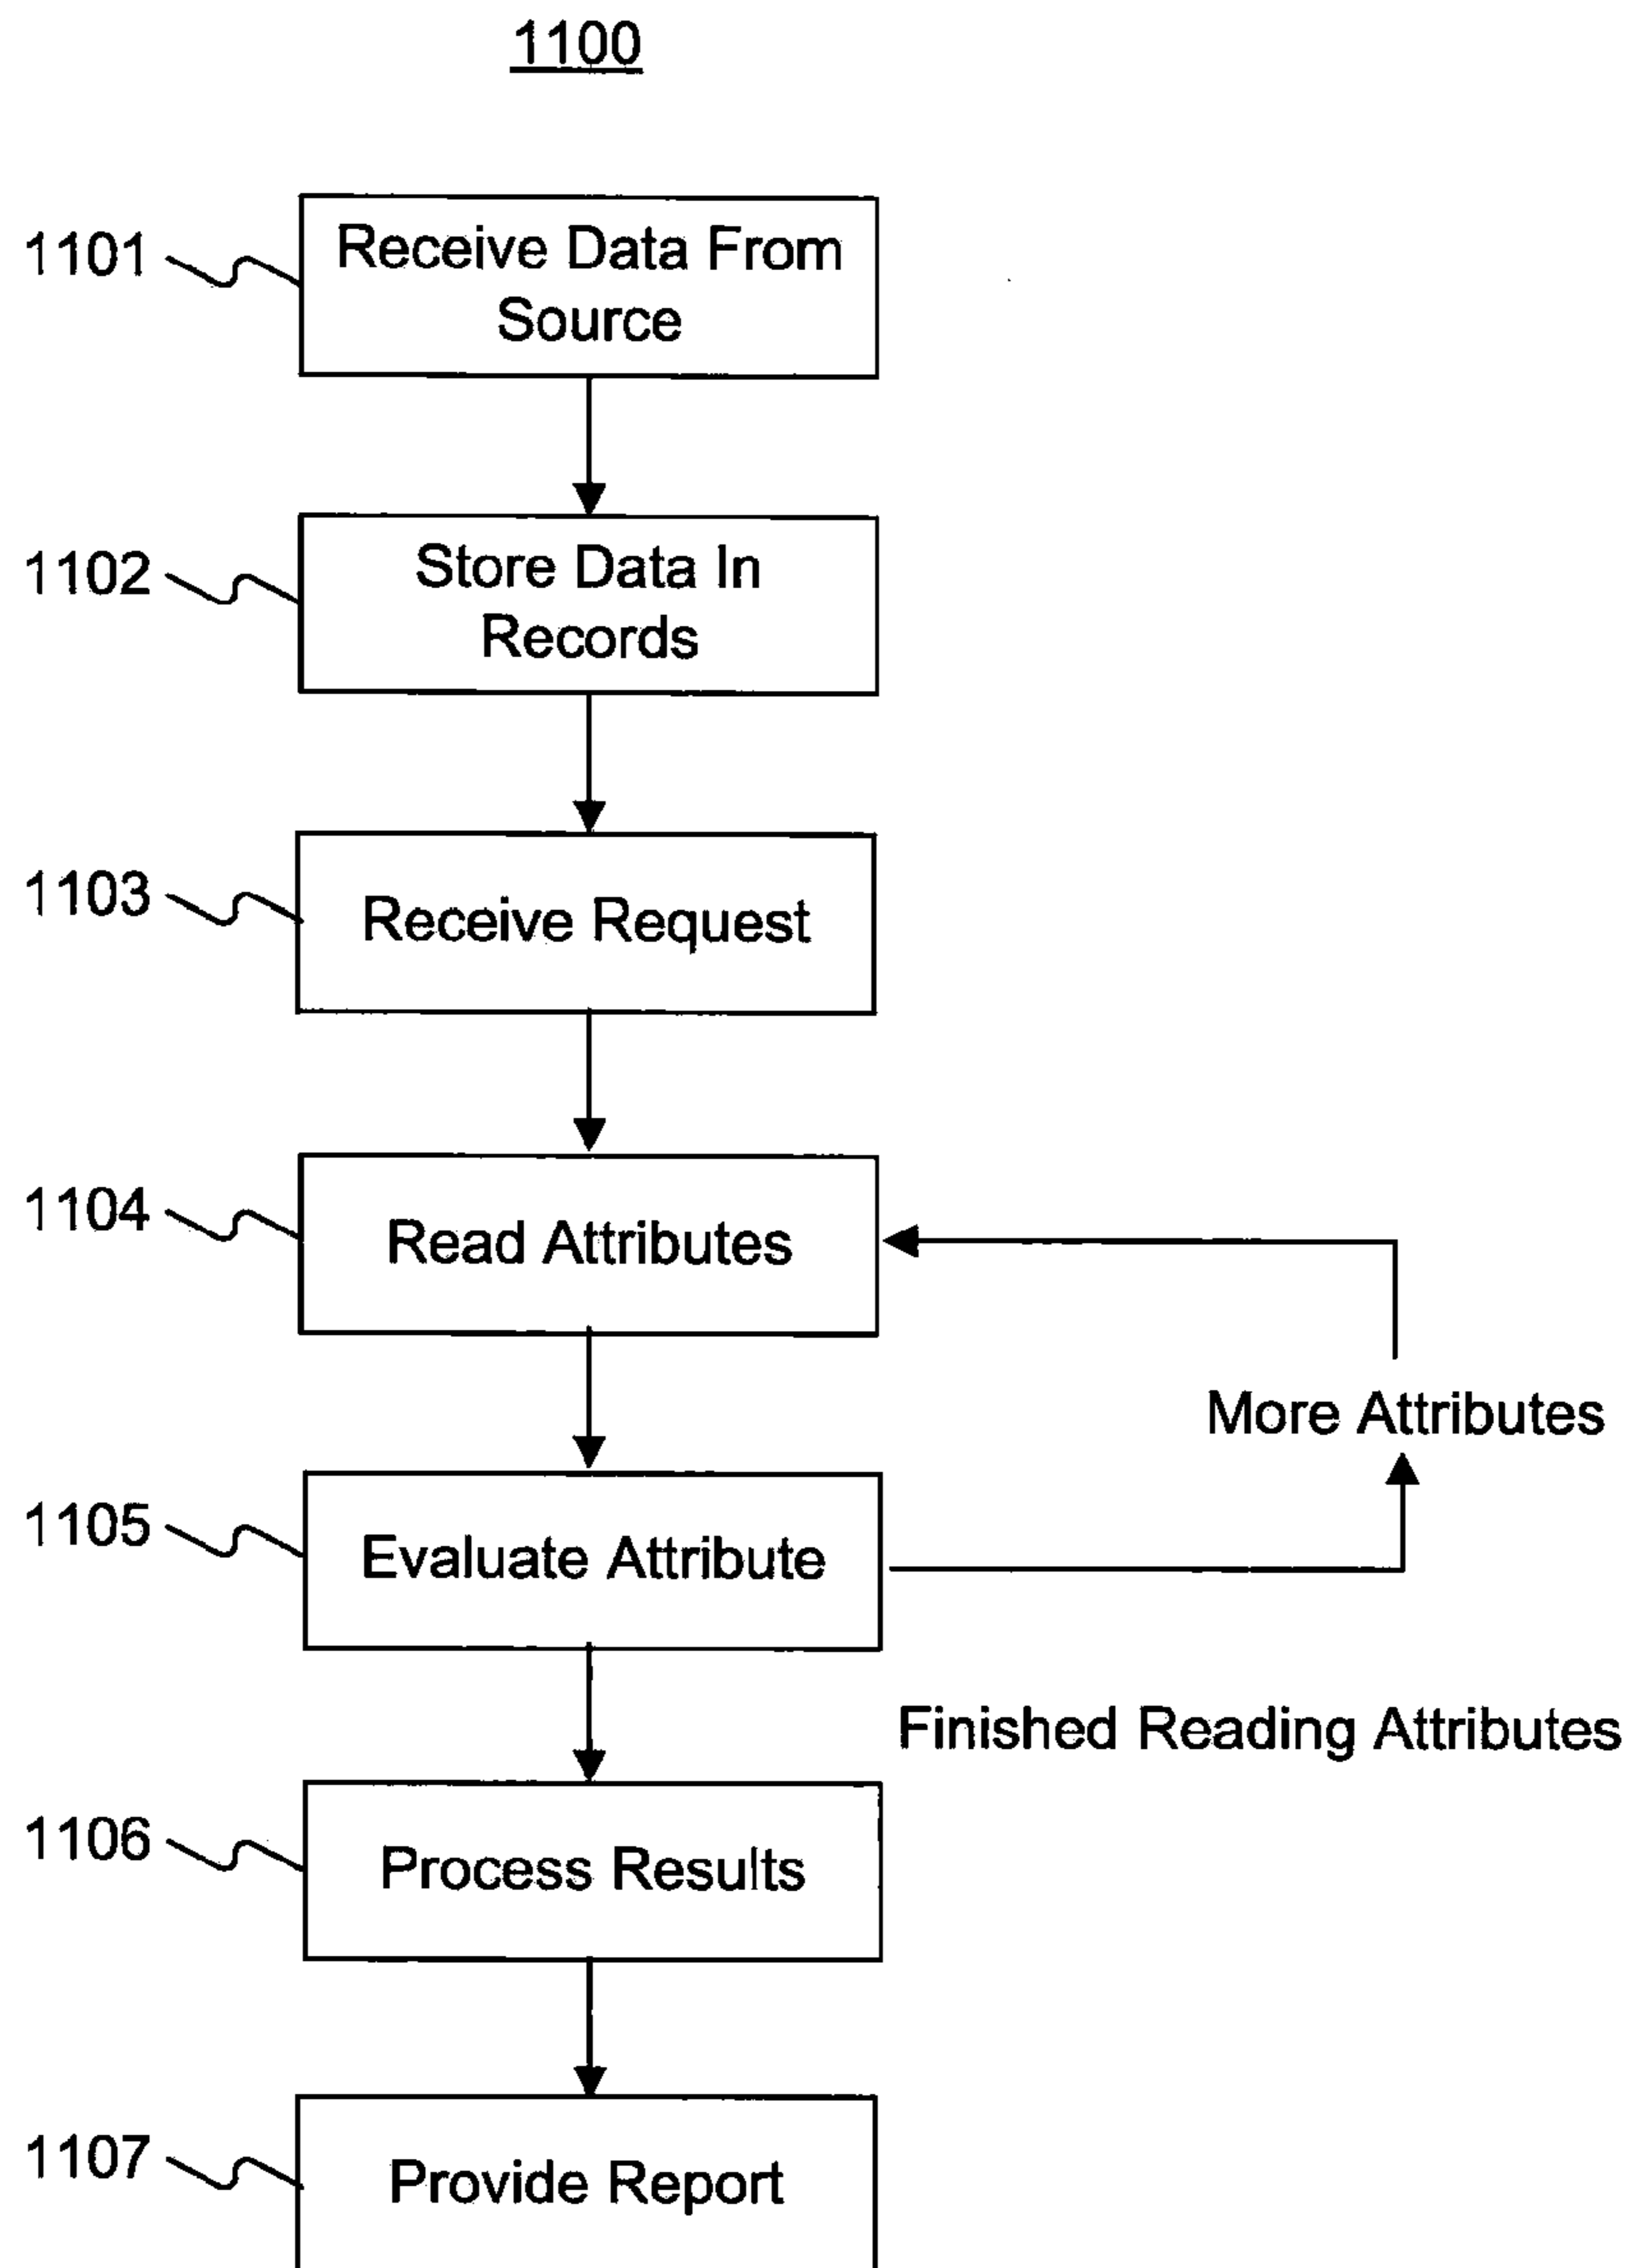 1100
1101
Receive Data From
Source
1102
Store Data In
Records
1103
Receive Request
1104
Read Attributes
More Attributes
1105
Evaluate Attribute
Finished Reading Attributes
1106
Process Results
1107
Provide Report